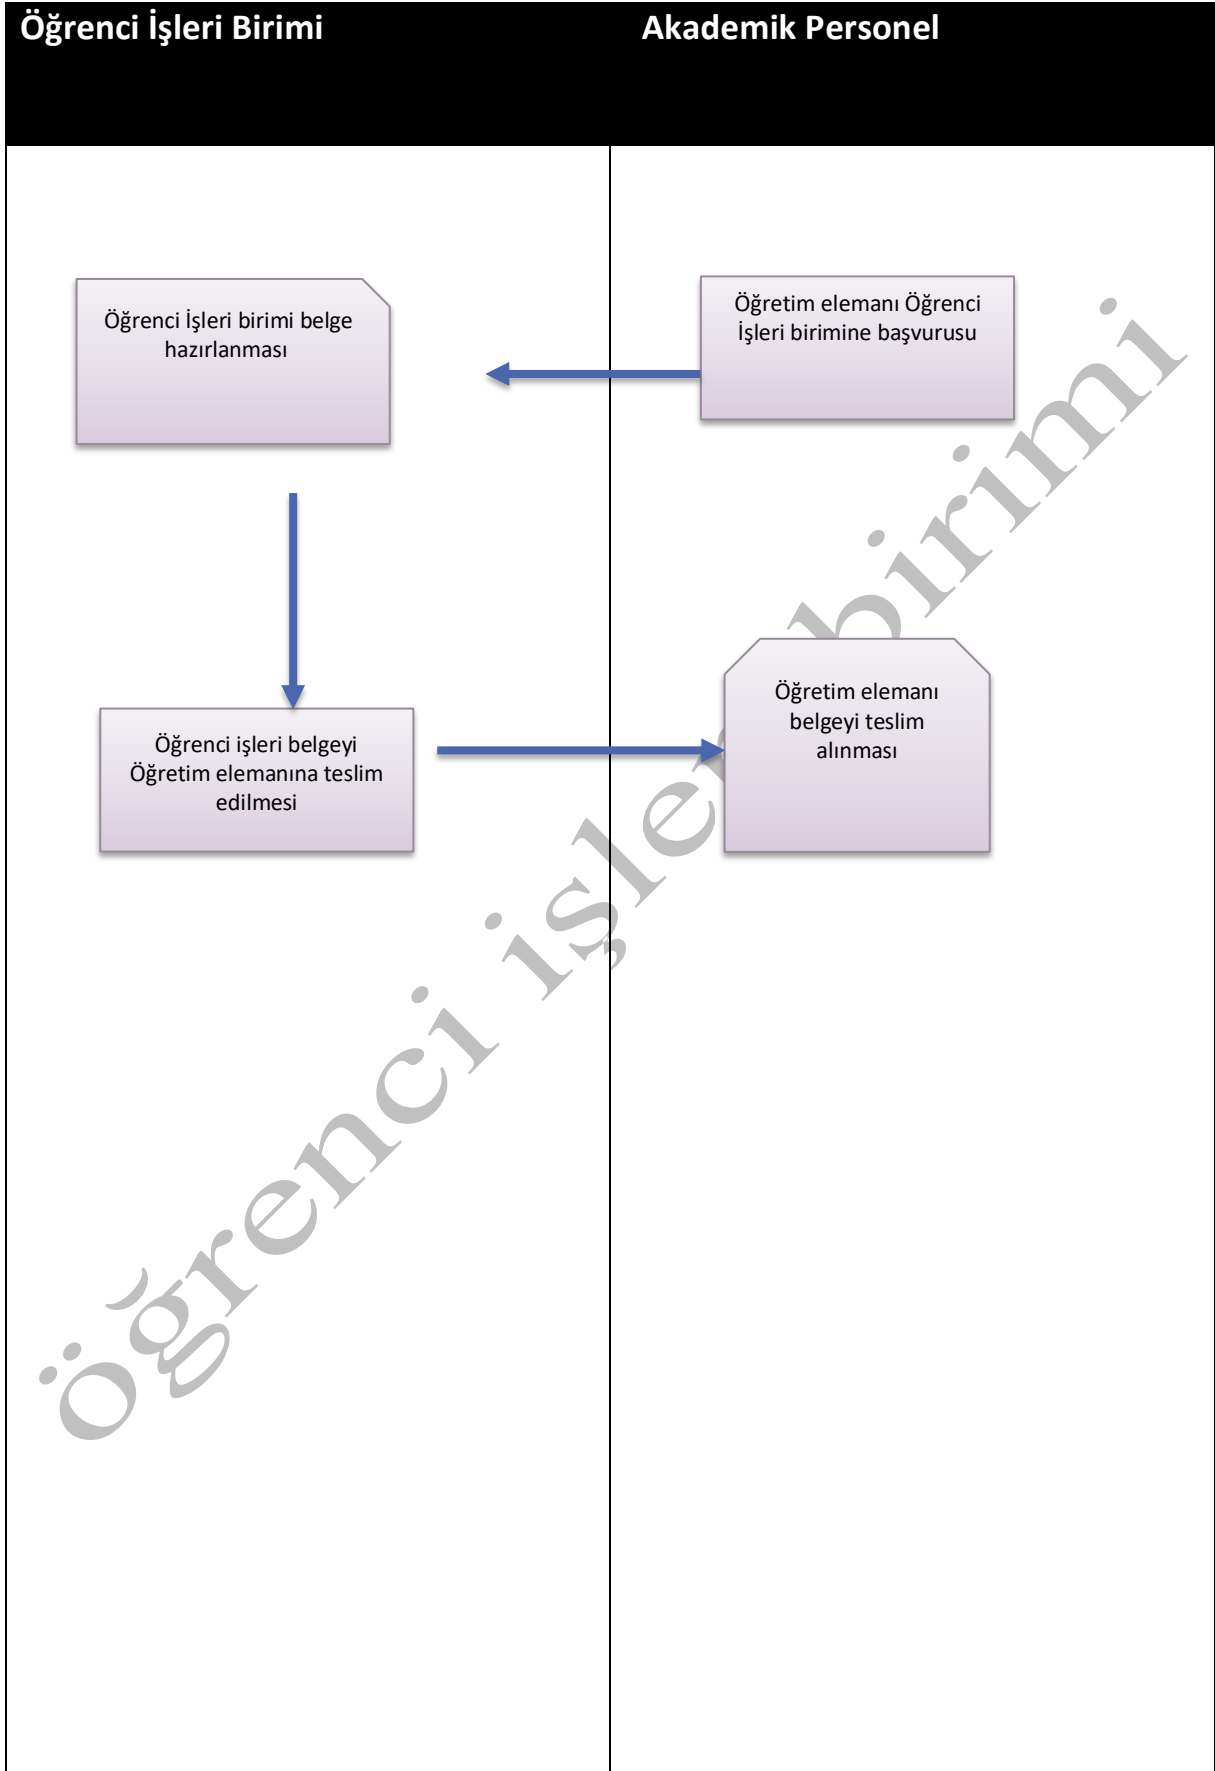 Öğrenci İşleri Birimi
Akademik Personel
Öğrenci İşleri birimi belge
hazırlanması
Öğretim elemanı Öğrenci
İşleri birimine başvurusu
Öğrenci işleri belgeyi
Öğretim elemanına teslim
edilmesi
Öğretim elemanı
belgeyi teslim
alınması
öğrenci işleri birimi